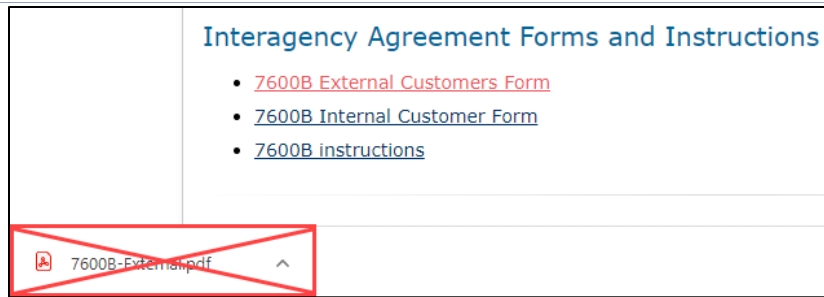 Interagency Agreement Forms and Instructions
7600B External Customers Form
7600B Internal Customer Form
7600B instructions
7600B-External.pdf